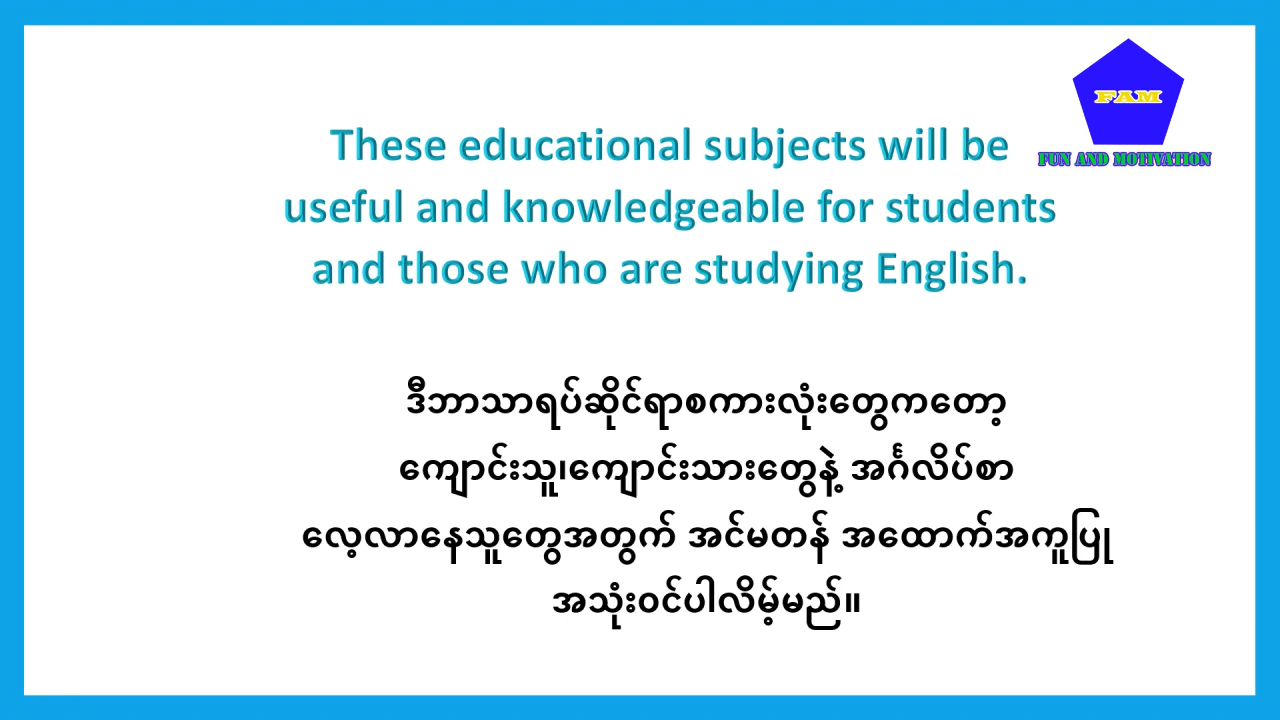 FAM
FUN AND MOTIVATION
These educational subjects will be
useful and knowledgeable for students
and those who are studying English.
ဒီဘာသာရပ်ဆိုင်ရာစကားလုံးတွေကတော့
ကျောင်းသူ၊ကျောင်းသားတွေနဲ့ အင်္ဂလိပ်စာ
လေ့လာနေသူတွေအတွက် အင်မတန် အထောက်အကူပြု
အသုံးဝင်ပါလိမ့်မည်။